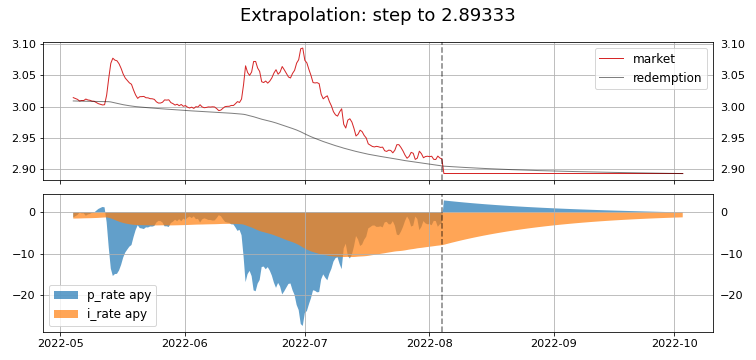 Extrapolation: step to 2.89333
3.10 3.10
3.05 3.05
3.00 3.00
2.95 2.95
2.90 2.90
market
redemption
0 0
−10 −10
−20 −20
p_rate apy
i_rate apy
2022-05 2022-06 2022-07 2022-08 2022-09 2022-10